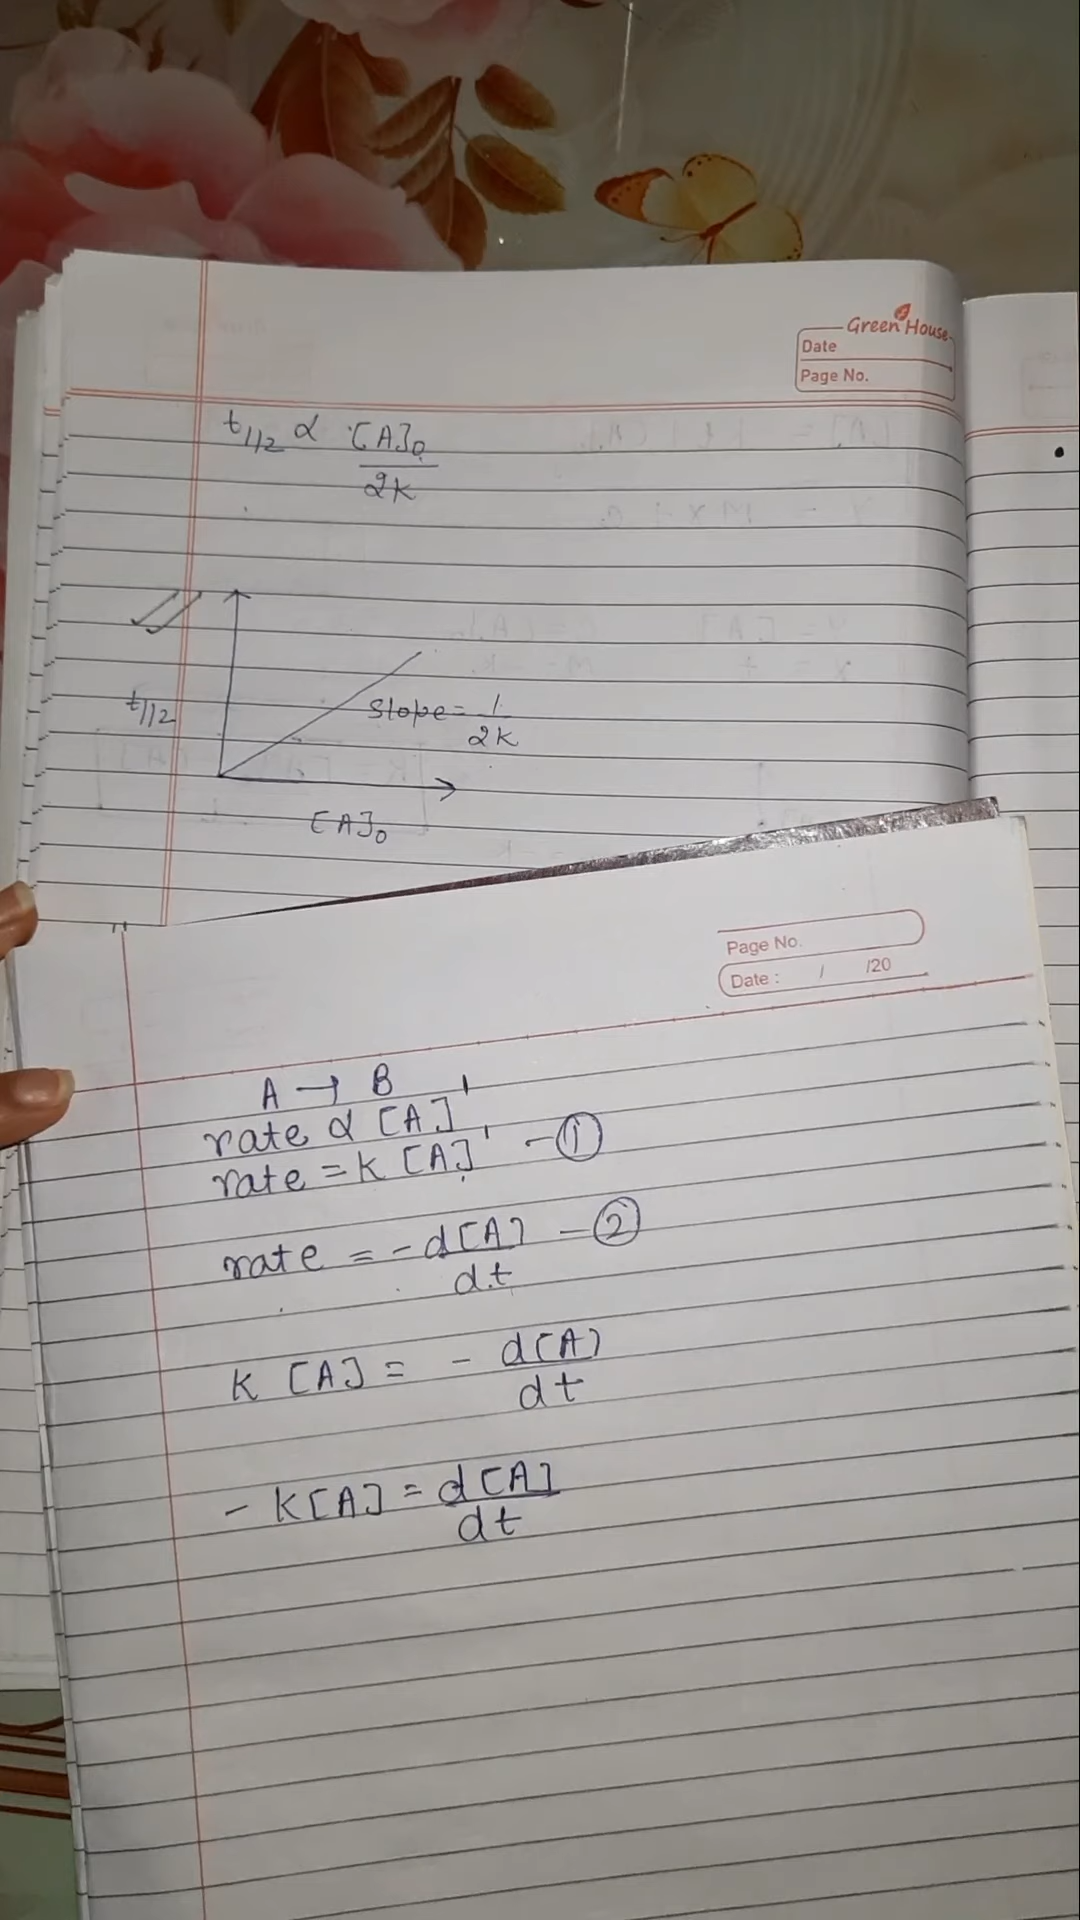 Green House
Date
Page No.
t1/2 α [A]0
2K
t1/2
Slope = 1
2K
[A]0
Page No.
Date : / /20
A → B
rate α [A]1
rate = K [A]1 - ①
rate = - d[A] - ②
dt
K [A] = - d[A]
dt
- K[A] = d[A]
dt